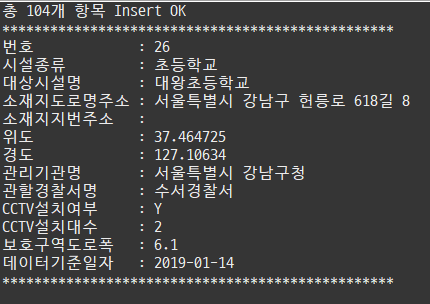 총 104개 항목 Insert OK
**************************************************
번호 : 26
시설종류 : 초등학교
대상시설명 : 대왕초등학교
소재지도로명주소 : 서울특별시 강남구 헌릉로 618길 8
소재지지번주소 :
위도 : 37.464725
경도 : 127.10634
관리기관명 : 서울특별시 강남구청
관할경찰서명 : 수서경찰서
CCTV설치여부 : Y
CCTV설치대수 : 2
보호구역도로폭 : 6.1
데이터기준일자 : 2019-01-14
**************************************************